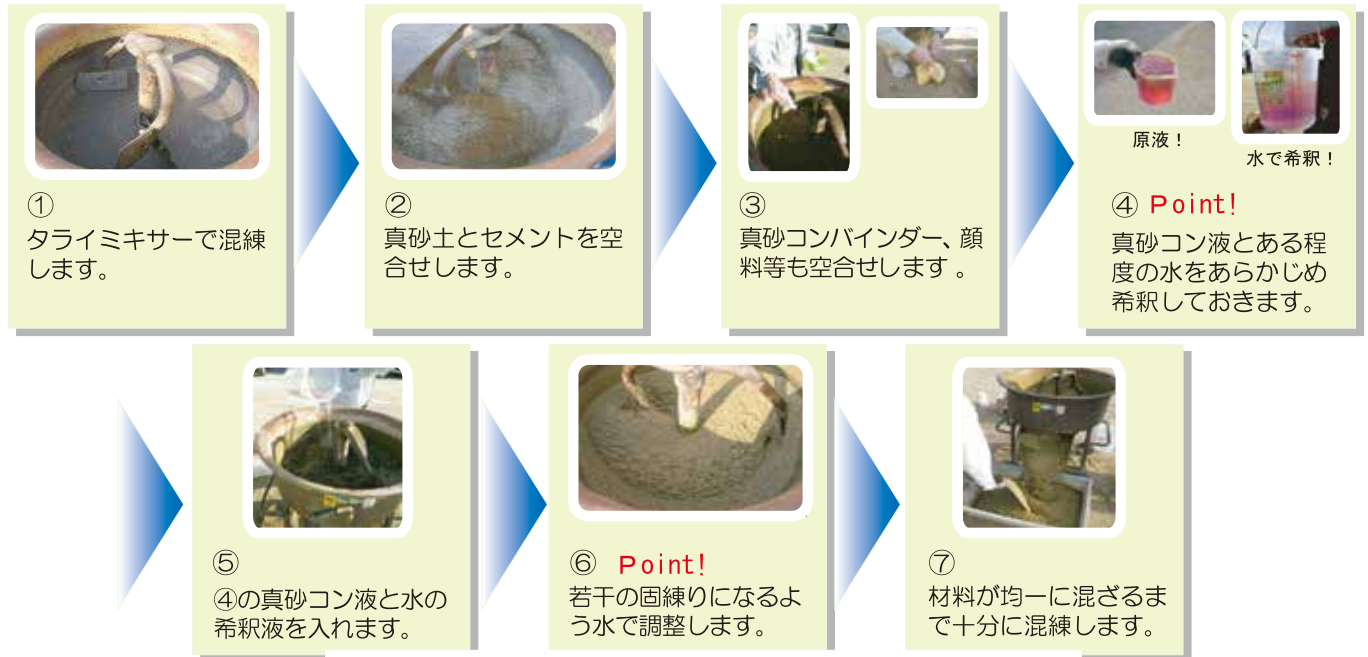 ①
タライミキサーで混練
します。
②
真砂土とセメントを空
合せします。
③
真砂コンバインダー、顔
料等も空合せします。
原液！
水で希釈！
④ Point!
真砂コン液とある程
度の水をあらかじめ
希釈しておきます。
⑤
④の真砂コン液と水の
希釈液を入れます。
⑥ Point!
若干の固練りになるよ
う水で調整します。
⑦
材料が均一に混ざるま
で十分に混練します。